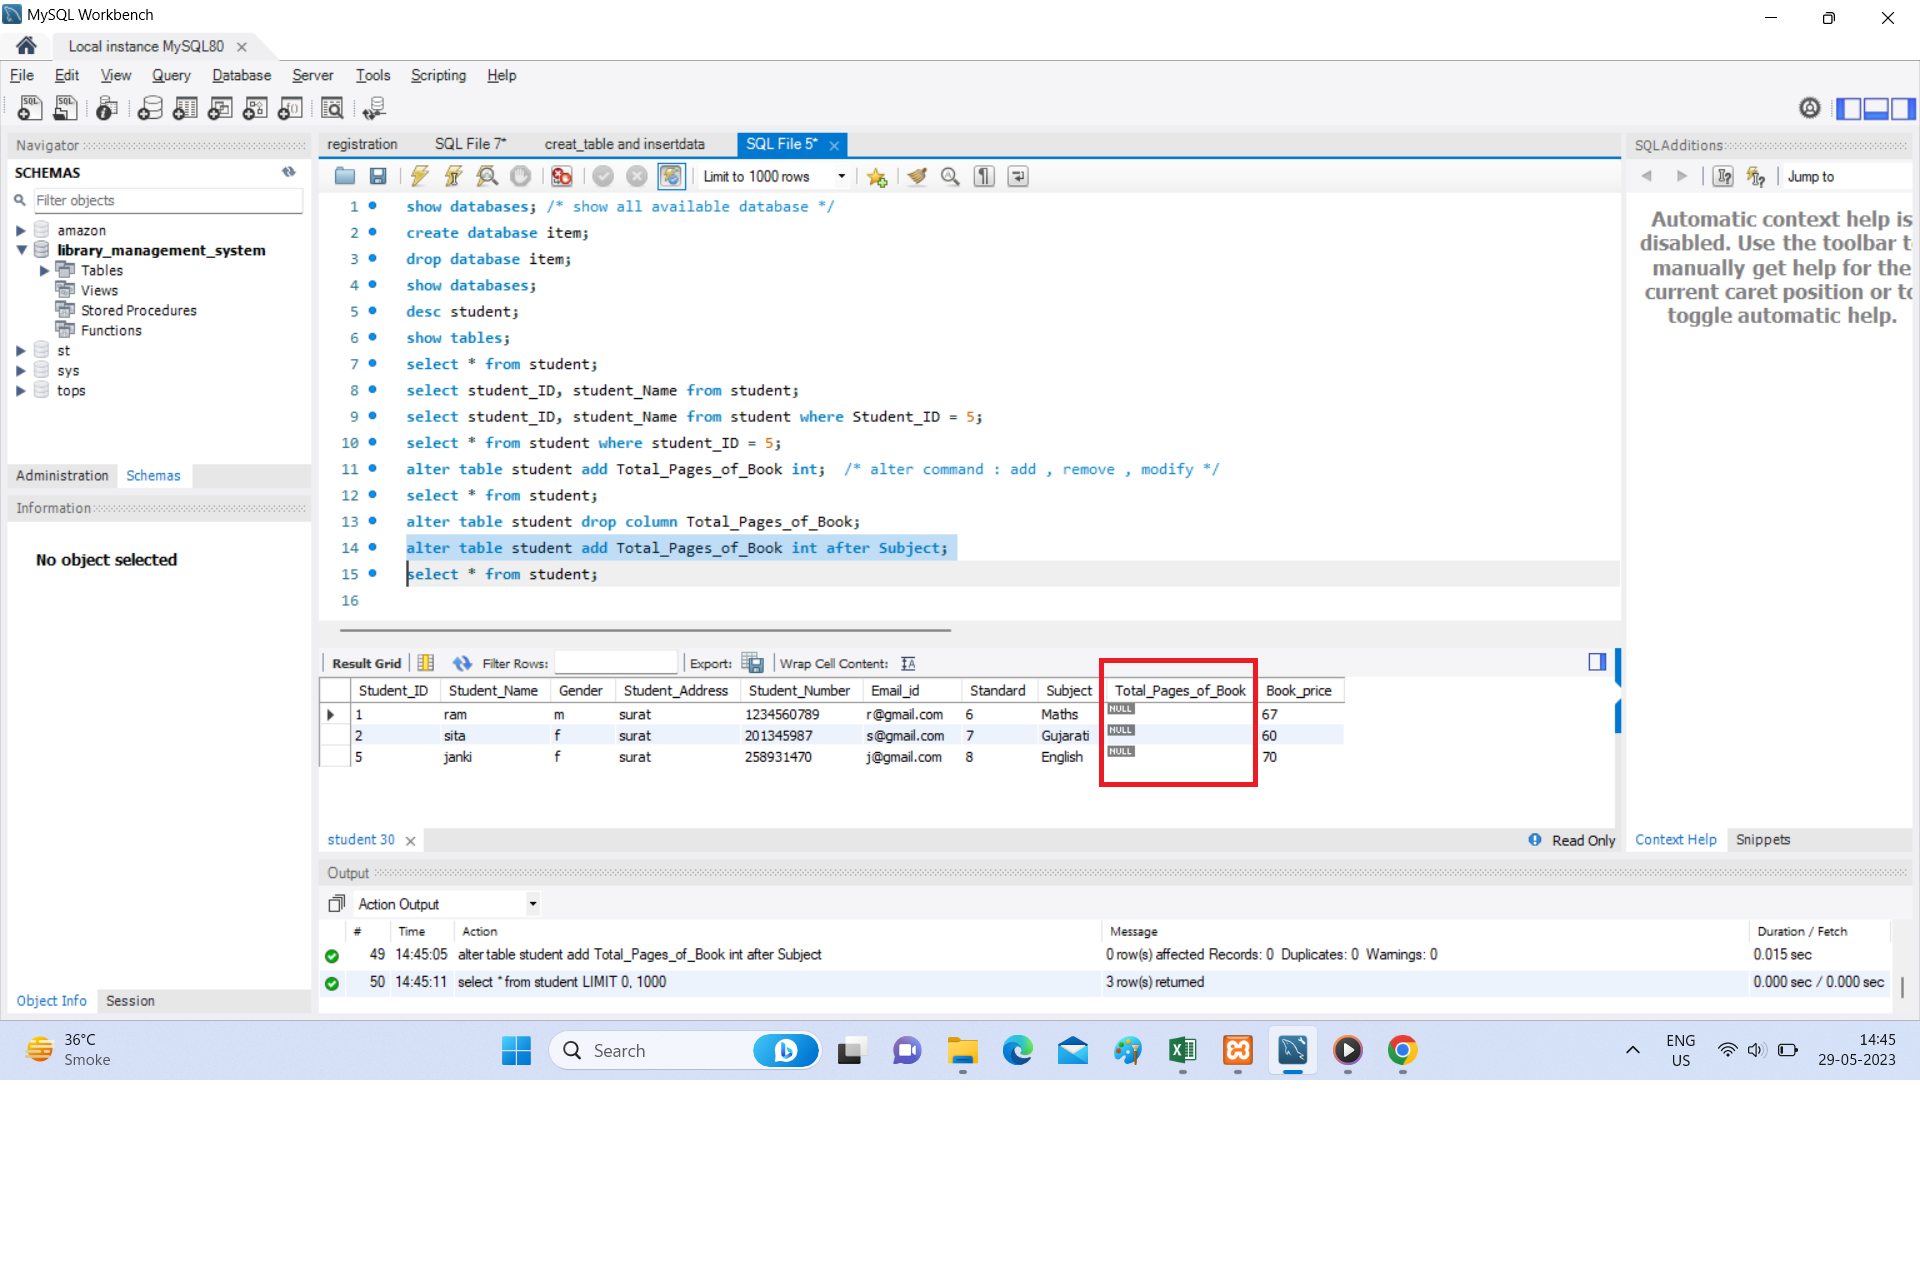 MySQL Workbench
Local instance MySQL80
File Edit View Query Database Server Tools Scripting Help
Navigator
SCHEMAS
Filter objects
amazon
library_management_system
Tables
Views
Stored Procedures
Functions
st
sys
tops
Administration Schemas
Information
No object selected
Object Info Session
registration SQL File 7* creat_table and insertdata SQL File 5*
Limit to 1000 rows
1 show databases; /* show all available database */
2 create database item;
3 drop database item;
4 show databases;
5 desc student;
6 show tables;
7 select * from student;
8 select student_ID, student_Name from student;
9 select student_ID, student_Name from student where Student_ID = 5;
10 select * from student where student_ID = 5;
11 alter table student add Total_Pages_of_Book int; /* alter command : add , remove , modify */
12 select * from student;
13 alter table student drop column Total_Pages_of_Book;
14 alter table student add Total_Pages_of_Book int after Subject;
15 select * from student;
16
Result Grid Filter Rows: Export: Wrap Cell Content:
Student_ID Student_Name Gender Student_Address Student_Number Email_id Standard Subject Total_Pages_of_Book Book_price
1 ram m surat 1234560789 r@gmail.com 6 Maths NULL 67
2 sita f surat 201345987 s@gmail.com 7 Gujarati NULL 60
5 janki f surat 258931470 j@gmail.com 8 English NULL 70
student 30 Read Only
Output
Action Output
# Time Action Message Duration / Fetch
49 14:45:05 alter table student add Total_Pages_of_Book int after Subject 0 row(s) affected Records: 0 Duplicates: 0 Warnings: 0 0.015 sec
50 14:45:11 select * from student LIMIT 0, 1000 3 row(s) returned 0.000 sec / 0.000 sec
SQLAdditions
Jump to
Automatic context help is
disabled. Use the toolbar t
manually get help for the
current caret position or to
toggle automatic help.
Context Help Snippets
36°C
Smoke
Search
ENG
US
14:45
29-05-2023